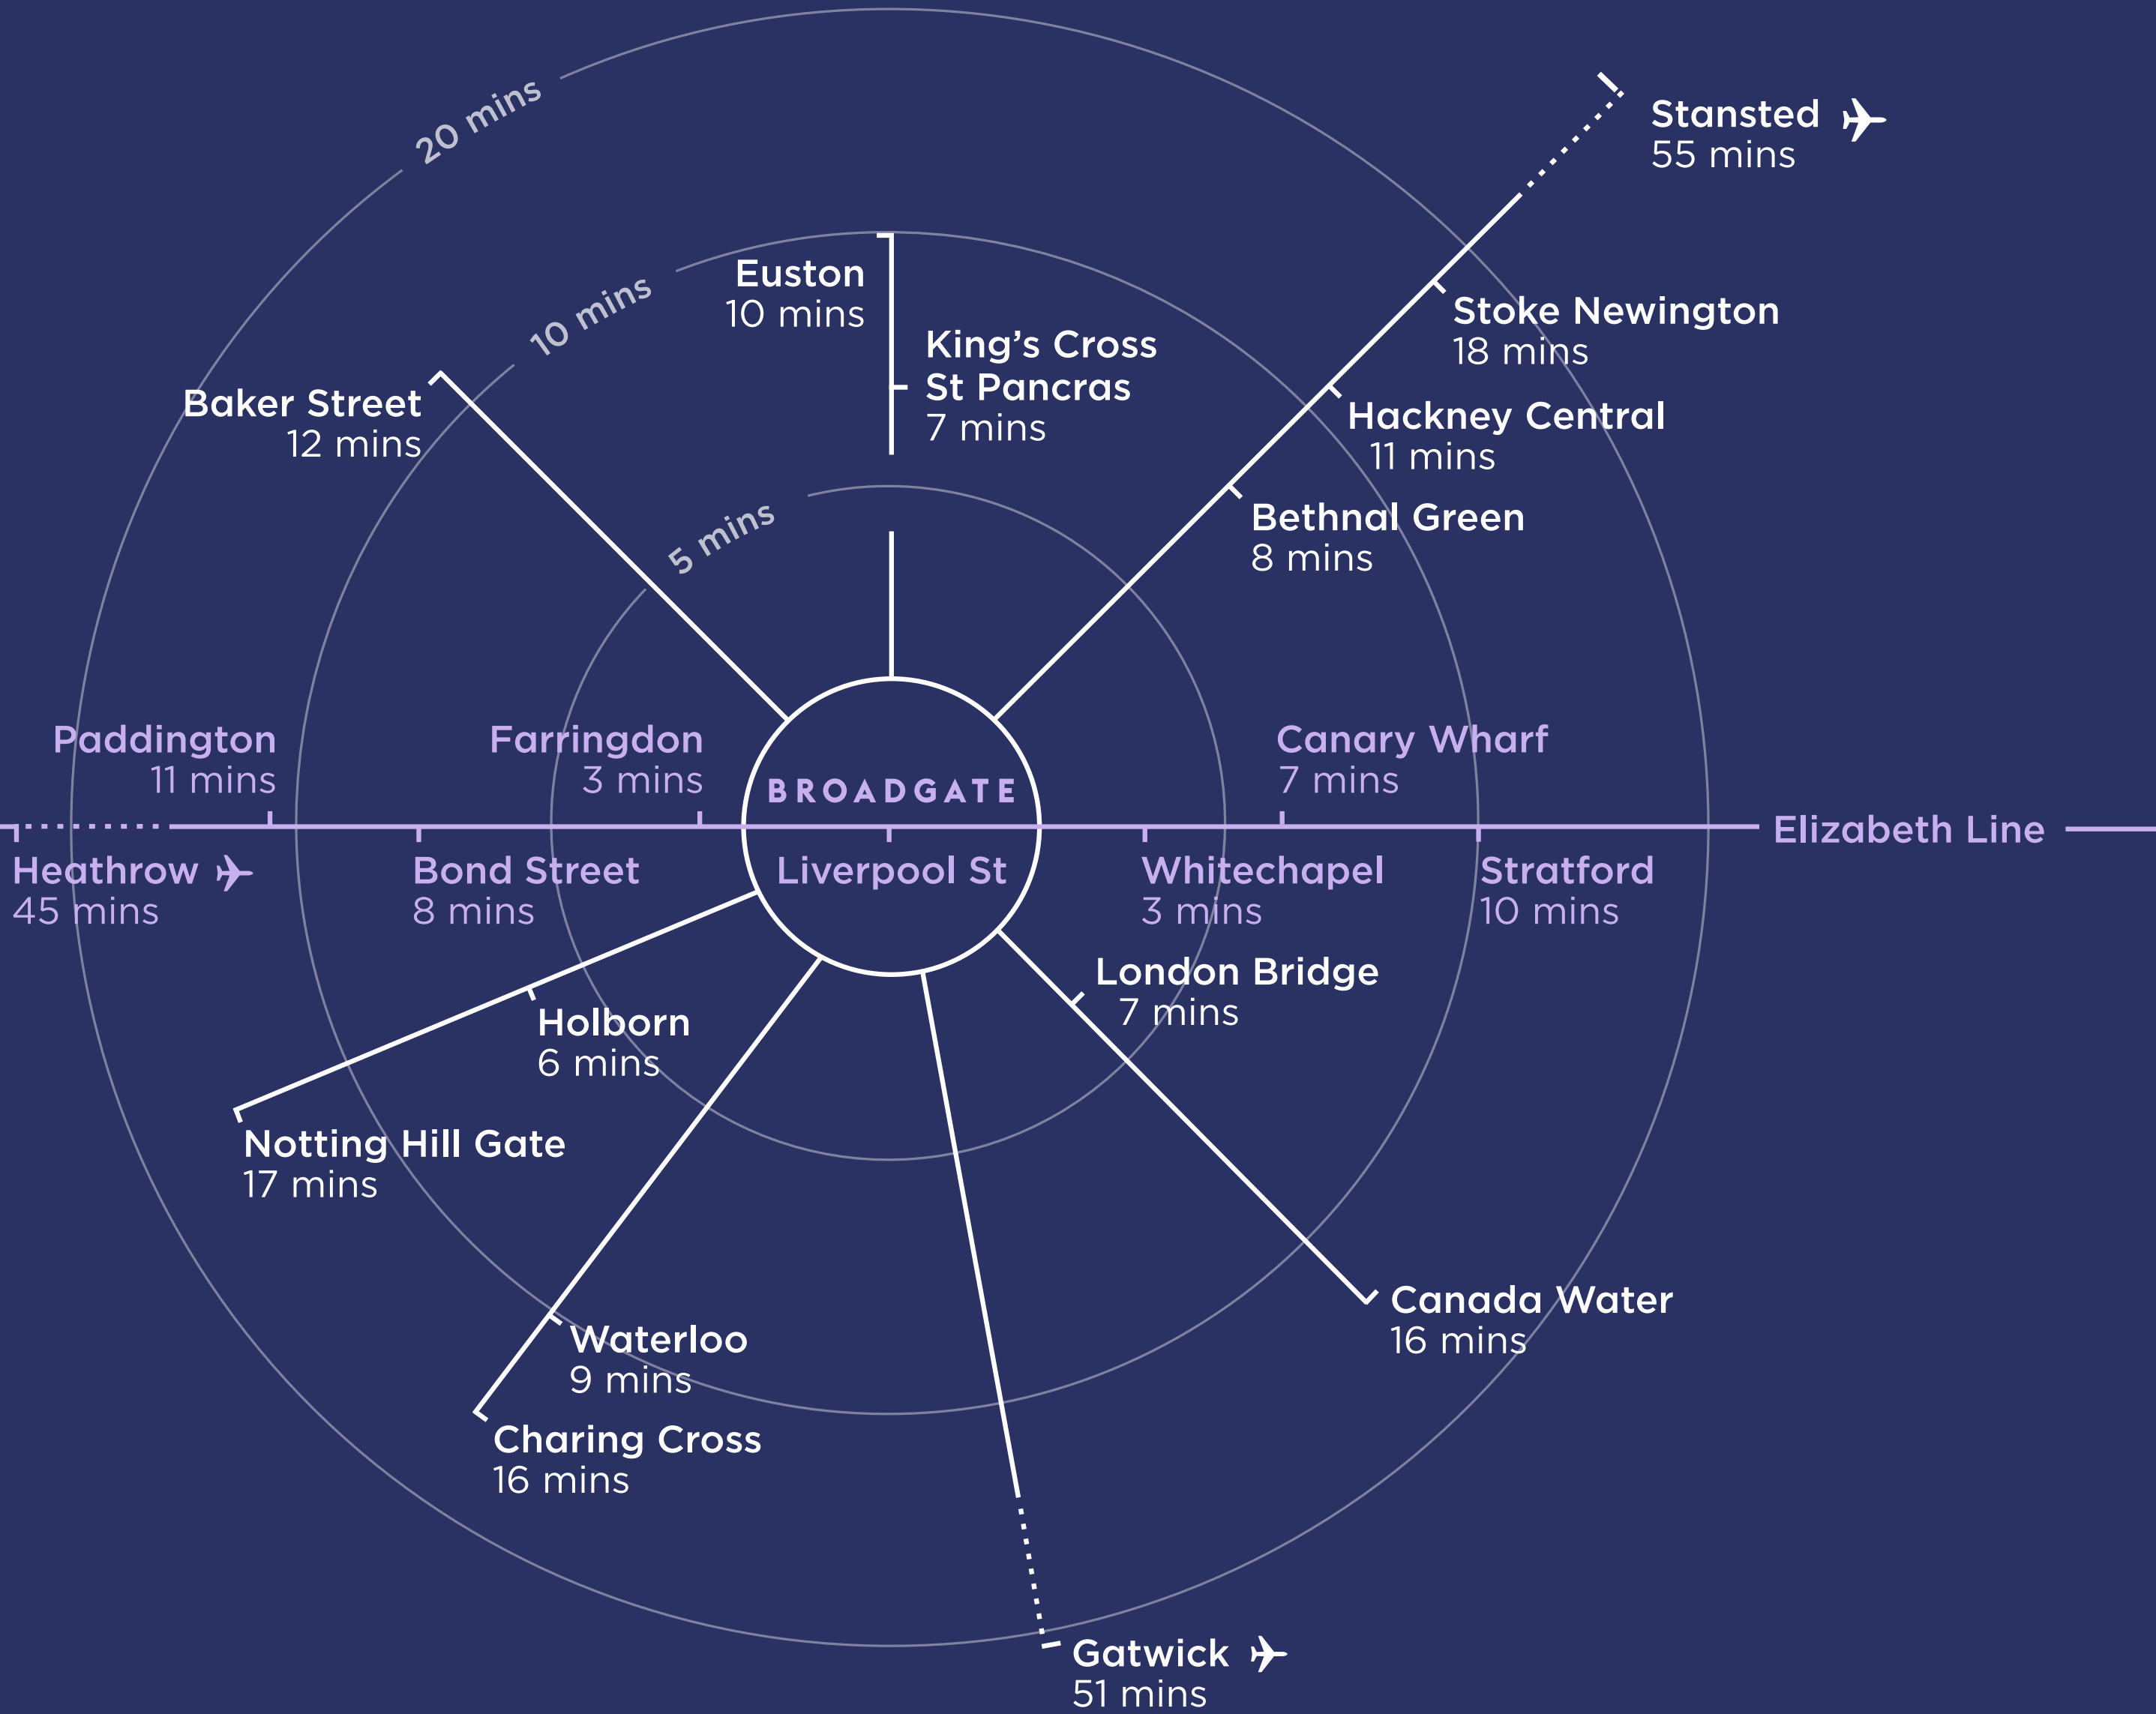 20 mins
Stansted
55 mins
10 mins
Euston
10 mins
King's Cross
St Pancras
7 mins
Stoke Newington
18 mins
Baker Street
12 mins
Hackney Central
11 mins
5 mins
Bethnal Green
8 mins
Paddington
11 mins
Farringdon
3 mins
BROADGATE
Canary Wharf
7 mins
Elizabeth Line
Heathrow
45 mins
Bond Street
8 mins
Liverpool St
Whitechapel
3 mins
Stratford
10 mins
London Bridge
7 mins
Holborn
6 mins
Notting Hill Gate
17 mins
Canada Water
16 mins
Waterloo
9 mins
Charing Cross
16 mins
Gatwick
51 mins